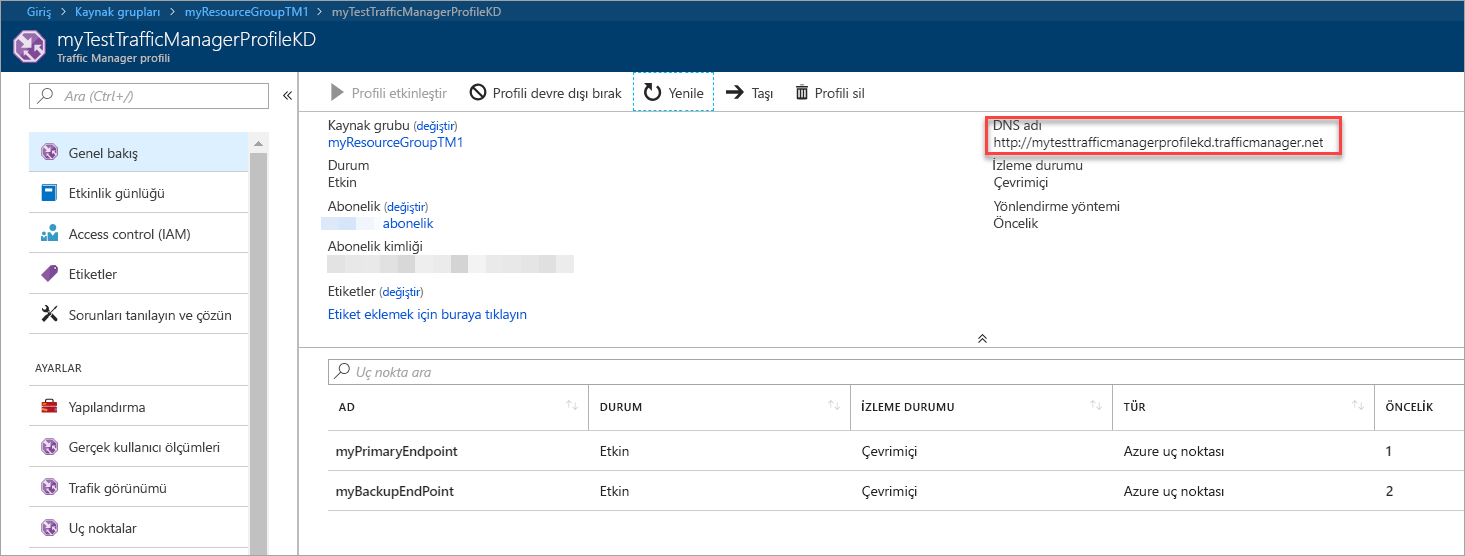 Giriş > Kaynak grupları > myResourceGroupTM1 > myTestTrafficManagerProfileKD
myTestTrafficManagerProfileKD
Traffic Manager profili
Ara (Ctrl+/)
Genel bakış
Etkinlik günlüğü
Access control (IAM)
Etiketler
Sorunları tanılayın ve çözün
AYARLAR
Yapılandırma
Gerçek kullanıcı ölçümleri
Trafik görünümü
Uç noktalar
Profili etkinleştir Profili devre dışı bırak Yenile Taşı Profili sil
Kaynak grubu (değiştir)
myResourceGroupTM1
Durum
Etkin
Abonelik (değiştir)
abonelik
Abonelik kimliği
Etiketler (değiştir)
Etiket eklemek için buraya tıklayın
DNS adı
http://mytesttrafficmanagerprofilekd.trafficmanager.net
İzleme durumu
Çevrimiçi
Yönlendirme yöntemi
Öncelik
Uç nokta ara
AD DURUM İZLEME DURUMU TÜR ÖNCELİK
myPrimaryEndpoint Etkin Çevrimiçi Azure uç noktası 1
myBackupEndPoint Etkin Çevrimiçi Azure uç noktası 2